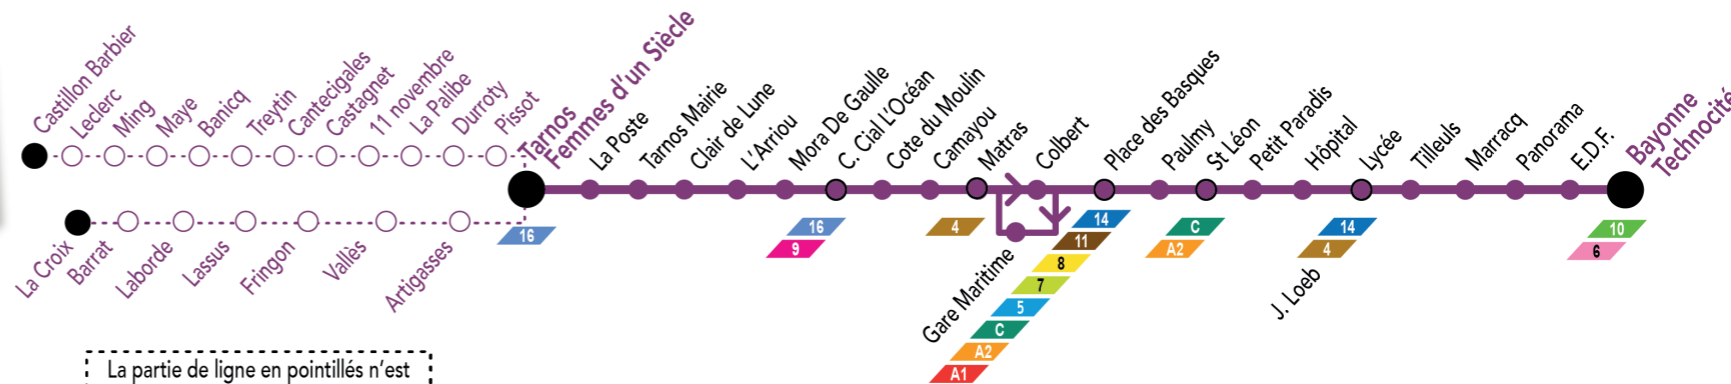 Castillon Barbier
Leclerc
Ming
Maye
Banicq
Treytin
Cantecigales
Castagnet
11 novembre
La Palibe
Durroty
Pissot
Tarnos
Femmes d'un Siècle
La Poste
Tarnos Mairie
Clair de Lune
L'Arriou
Mora De Gaulle
C. Cial L'Océan
Cote du Moulin
Camayou
Matras
Colbert
Place des Basques
Paulmy
St Léon
Petit Paradis
Hôpital
Lycée
Tilleuls
Marracq
Panorama
E.D.F.
Bayonne
Technocité
La Croix
Barrat
Laborde
Lassus
Fringon
Vallès
Artigasses
16
16
9
4
Gare Maritime
14
11
8
7
5
C
A2
A1
C
A2
14
4
J. Loeb
10
6
La partie de ligne en pointillés n'est